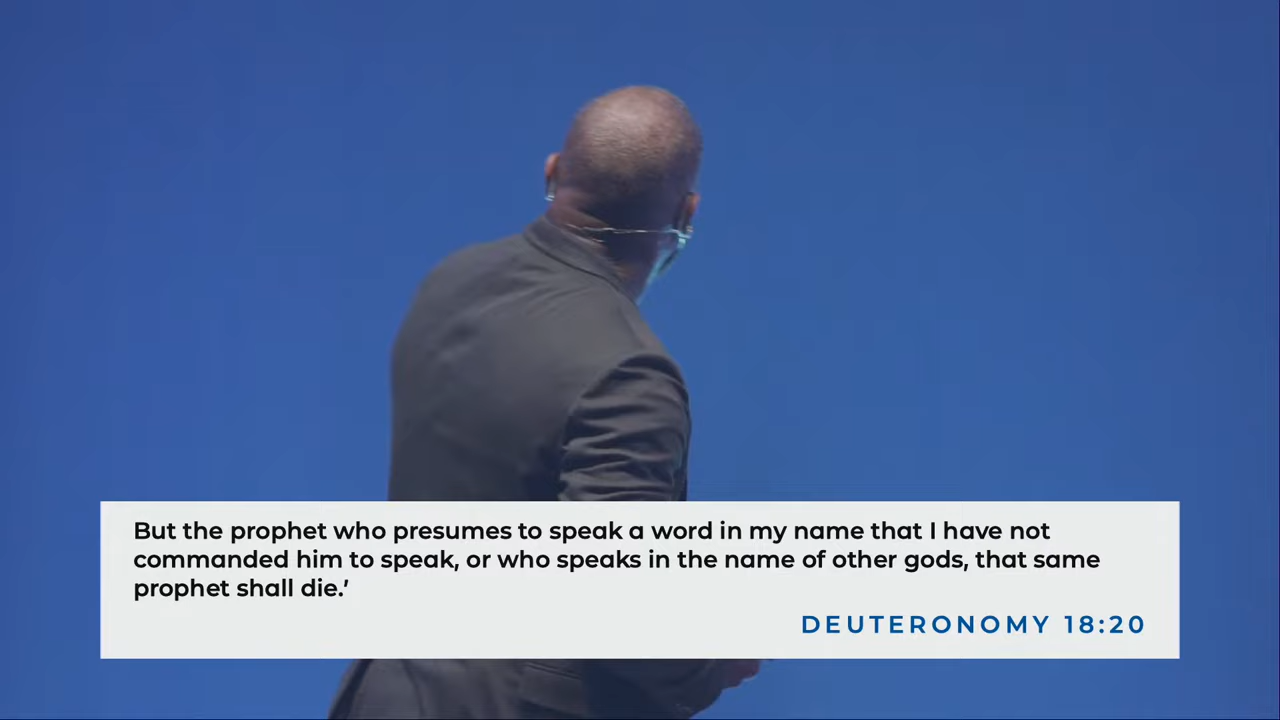 But the prophet who presumes to speak a word in my name that I have not
commanded him to speak, or who speaks in the name of other gods, that same
prophet shall die.’
DEUTERONOMY 18:20